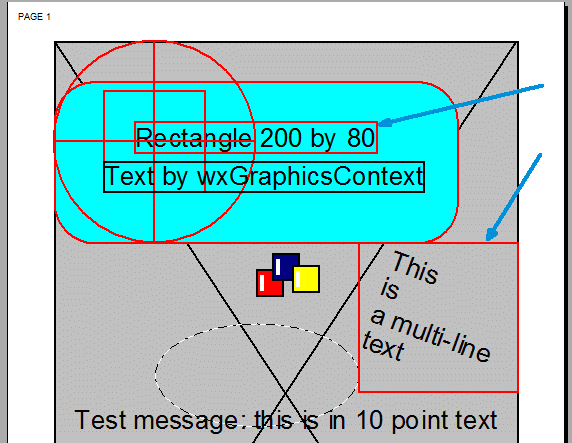 PAGE 1
Rectangle 200 by 80
Text by wxGraphicsContext
This
is
a multi-line
text
Test message: this is in 10 point text